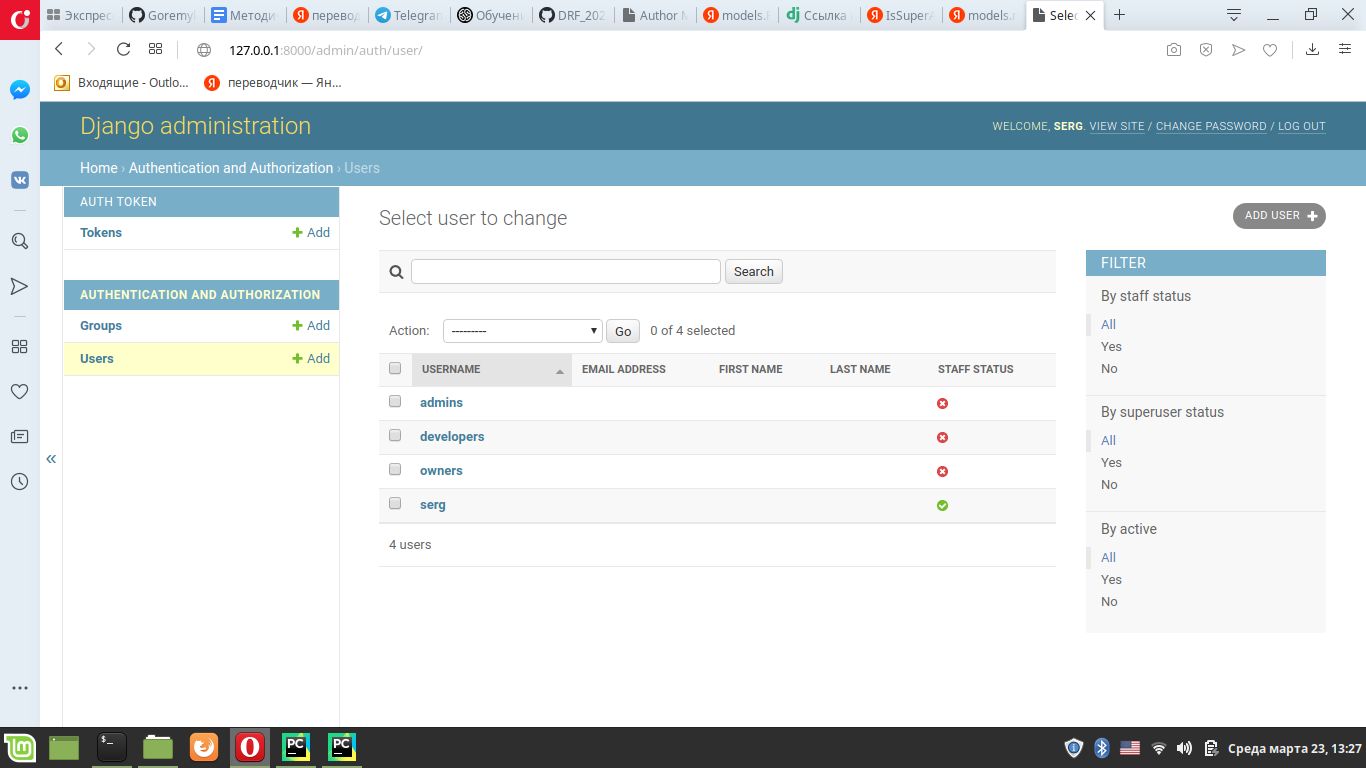 Экспрес
Goremy
Методи
перевод
Telegram
Обучен
DRF_202
Author M
models.F
Ссылка
IsSuperA
models.
Selec
127.0.0.1:8000/admin/auth/user/
Входящие - Outlo...
переводчик — Ян...
Django administration
WELCOME, SERG. VIEW SITE / CHANGE PASSWORD / LOG OUT
Home › Authentication and Authorization › Users
AUTH TOKEN
Tokens + Add
AUTHENTICATION AND AUTHORIZATION
Groups + Add
Users + Add
«
Select user to change
ADD USER +
Search
Action: --------- Go 0 of 4 selected
USERNAME EMAIL ADDRESS FIRST NAME LAST NAME STAFF STATUS
admins
developers
owners
serg
4 users
FILTER
By staff status
All
Yes
No
By superuser status
All
Yes
No
By active
All
Yes
No
Среда марта 23, 13:27